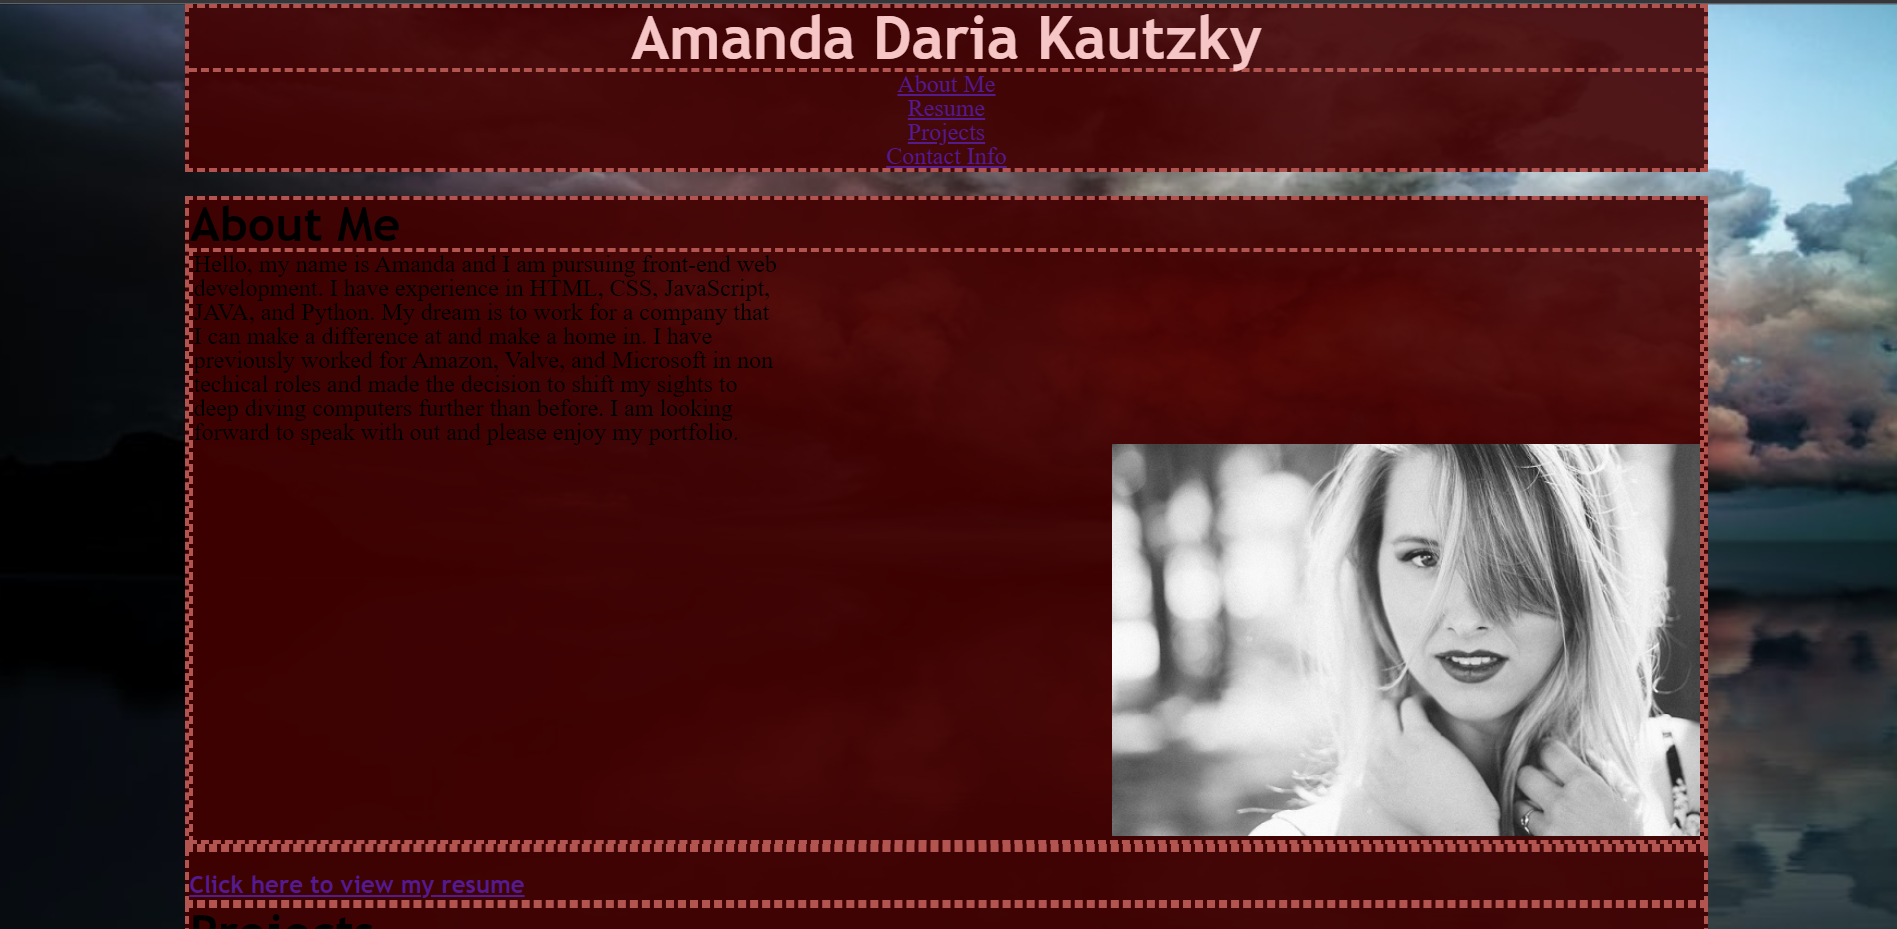 Amanda Daria Kautzky
About Me
Resume
Projects
Contact Info
About Me
Hello, my name is Amanda and I am pursuing front-end web
development. I have experience in HTML, CSS, JavaScript,
JAVA, and Python. My dream is to work for a company that
I can make a difference at and make a home in. I have
previously worked for Amazon, Valve, and Microsoft in non
techical roles and made the decision to shift my sights to
deep diving computers further than before. I am looking
forward to speak with out and please enjoy my portfolio.
Click here to view my resume
Projects